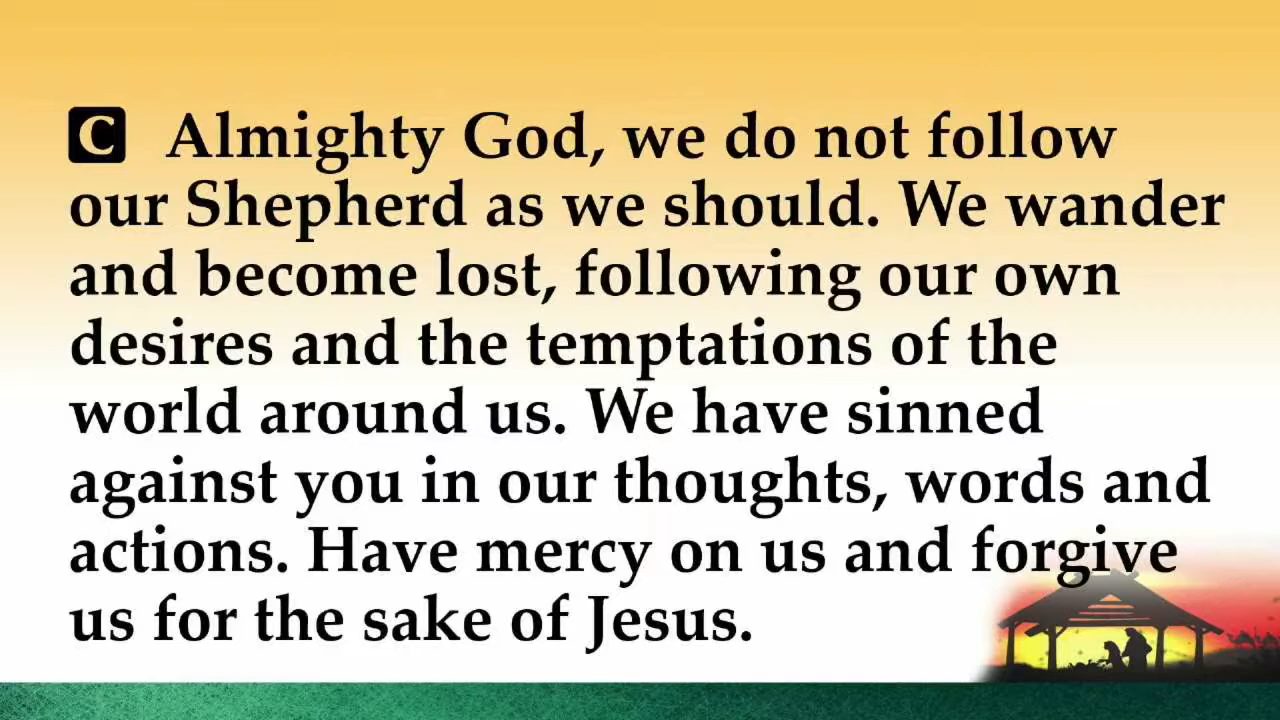 C Almighty God, we do not follow
our Shepherd as we should. We wander
and become lost, following our own
desires and the temptations of the
world around us. We have sinned
against you in our thoughts, words and
actions. Have mercy on us and forgive
us for the sake of Jesus.